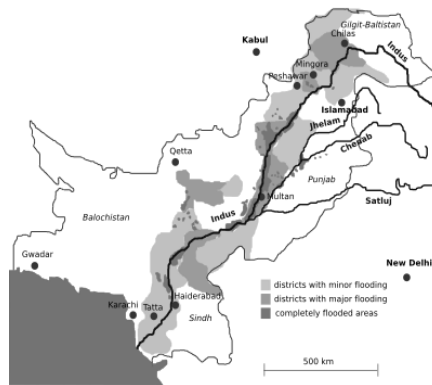 Gilgit-Baltistan
Chilas
Kabul
Indus
Mingora
Peshawar
Islamabad
Jhelam
Chenab
Qetta
Punjab
Multan
Balochistan
Indus
Satluj
Gwadar
New Delhi
districts with minor flooding
districts with major flooding
completely flooded areas
Haiderabad
Karachi
Tatta
Sindh
500 km